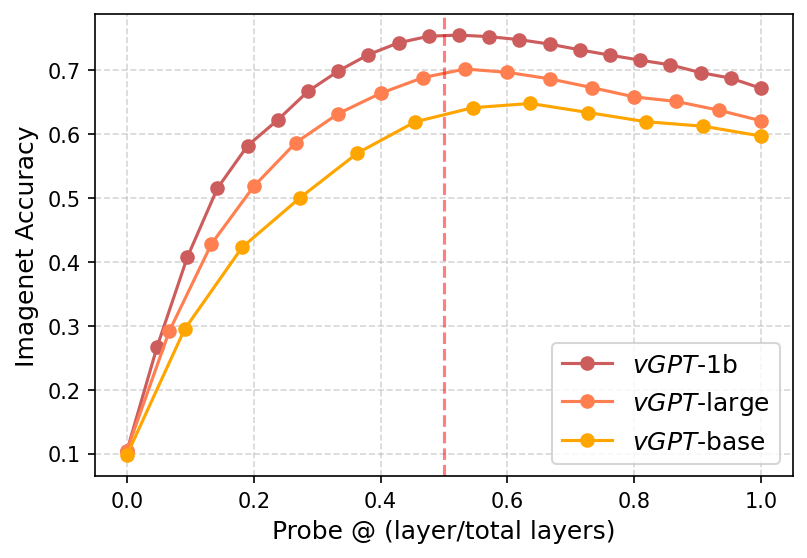 Imagenet Accuracy
0.7
0.6
0.5
0.4
0.3
0.2
0.1
vGPT-1b
vGPT-large
vGPT-base
0.0 0.2 0.4 0.6 0.8 1.0
Probe @ (layer/total layers)